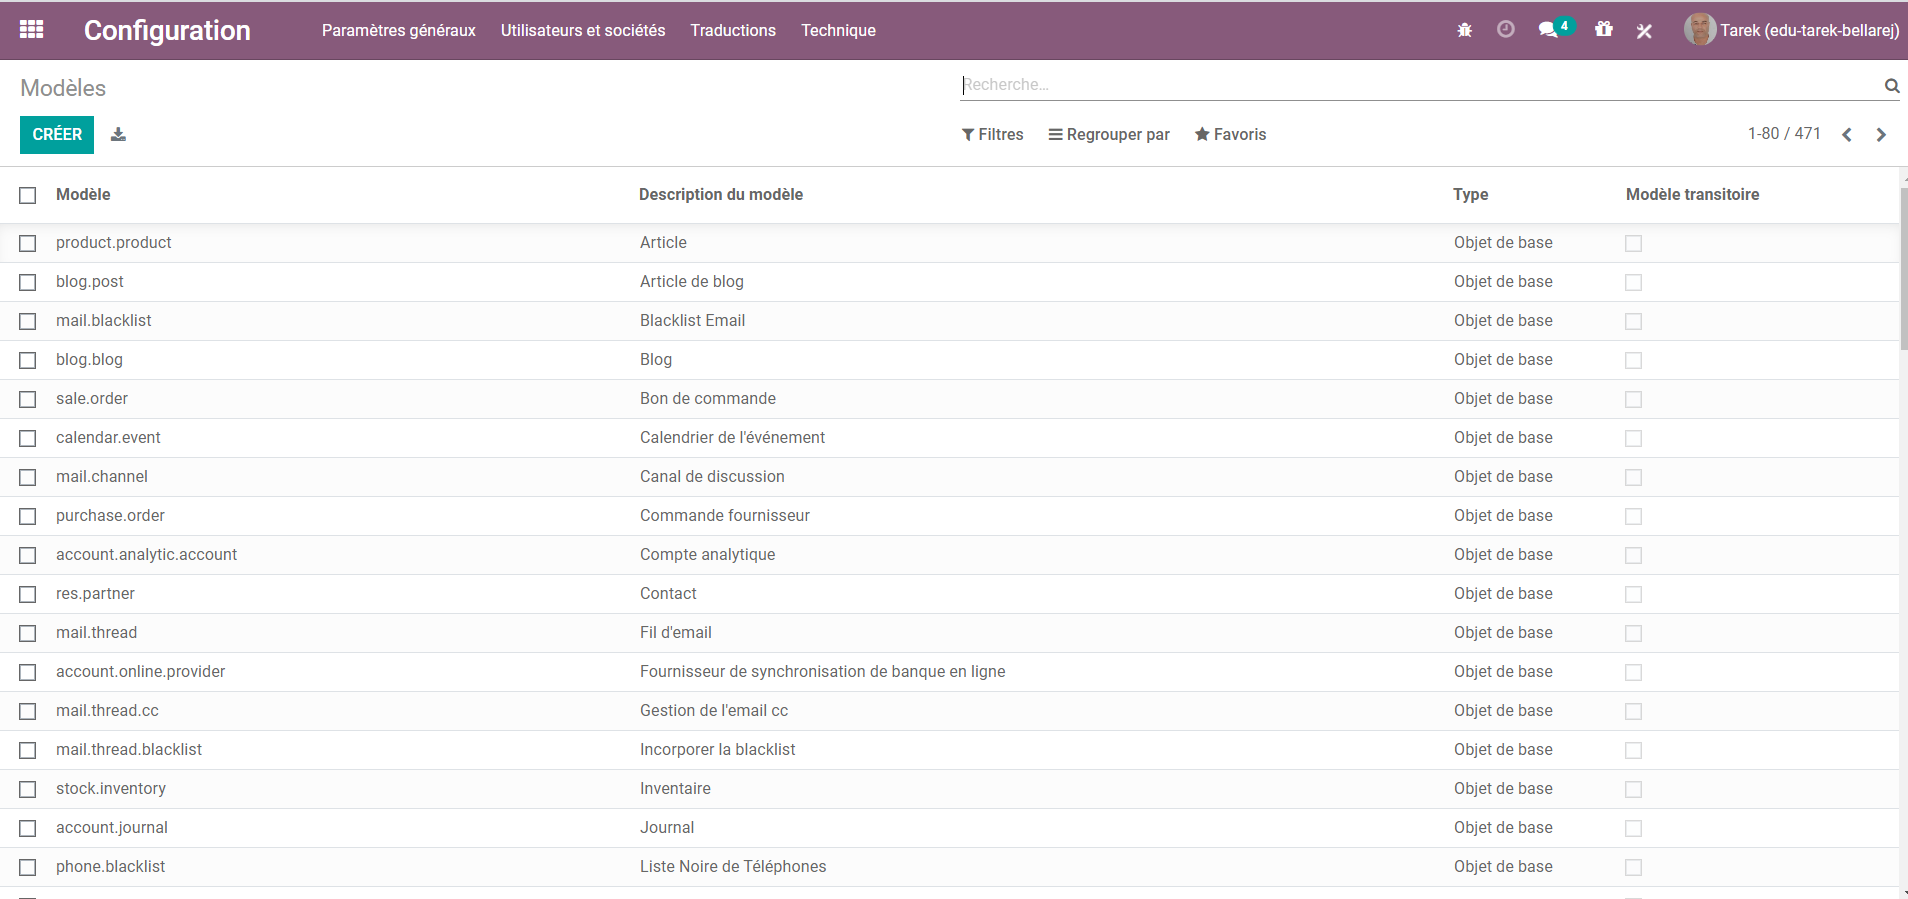 Configuration Paramètres généraux Utilisateurs et sociétés Traductions Technique 4 Tarek (edu-tarek-bellarej)
Modèles Recherche...
CRÉER Filtres Regrouper par Favoris 1-80 / 471
Modèle Description du modèle Type Modèle transitoire
product.product Article Objet de base
blog.post Article de blog Objet de base
mail.blacklist Blacklist Email Objet de base
blog.blog Blog Objet de base
sale.order Bon de commande Objet de base
calendar.event Calendrier de l'événement Objet de base
mail.channel Canal de discussion Objet de base
purchase.order Commande fournisseur Objet de base
account.analytic.account Compte analytique Objet de base
res.partner Contact Objet de base
mail.thread Fil d'email Objet de base
account.online.provider Fournisseur de synchronisation de banque en ligne Objet de base
mail.thread.cc Gestion de l'email cc Objet de base
mail.thread.blacklist Incorporer la blacklist Objet de base
stock.inventory Inventaire Objet de base
account.journal Journal Objet de base
phone.blacklist Liste Noire de Téléphones Objet de base